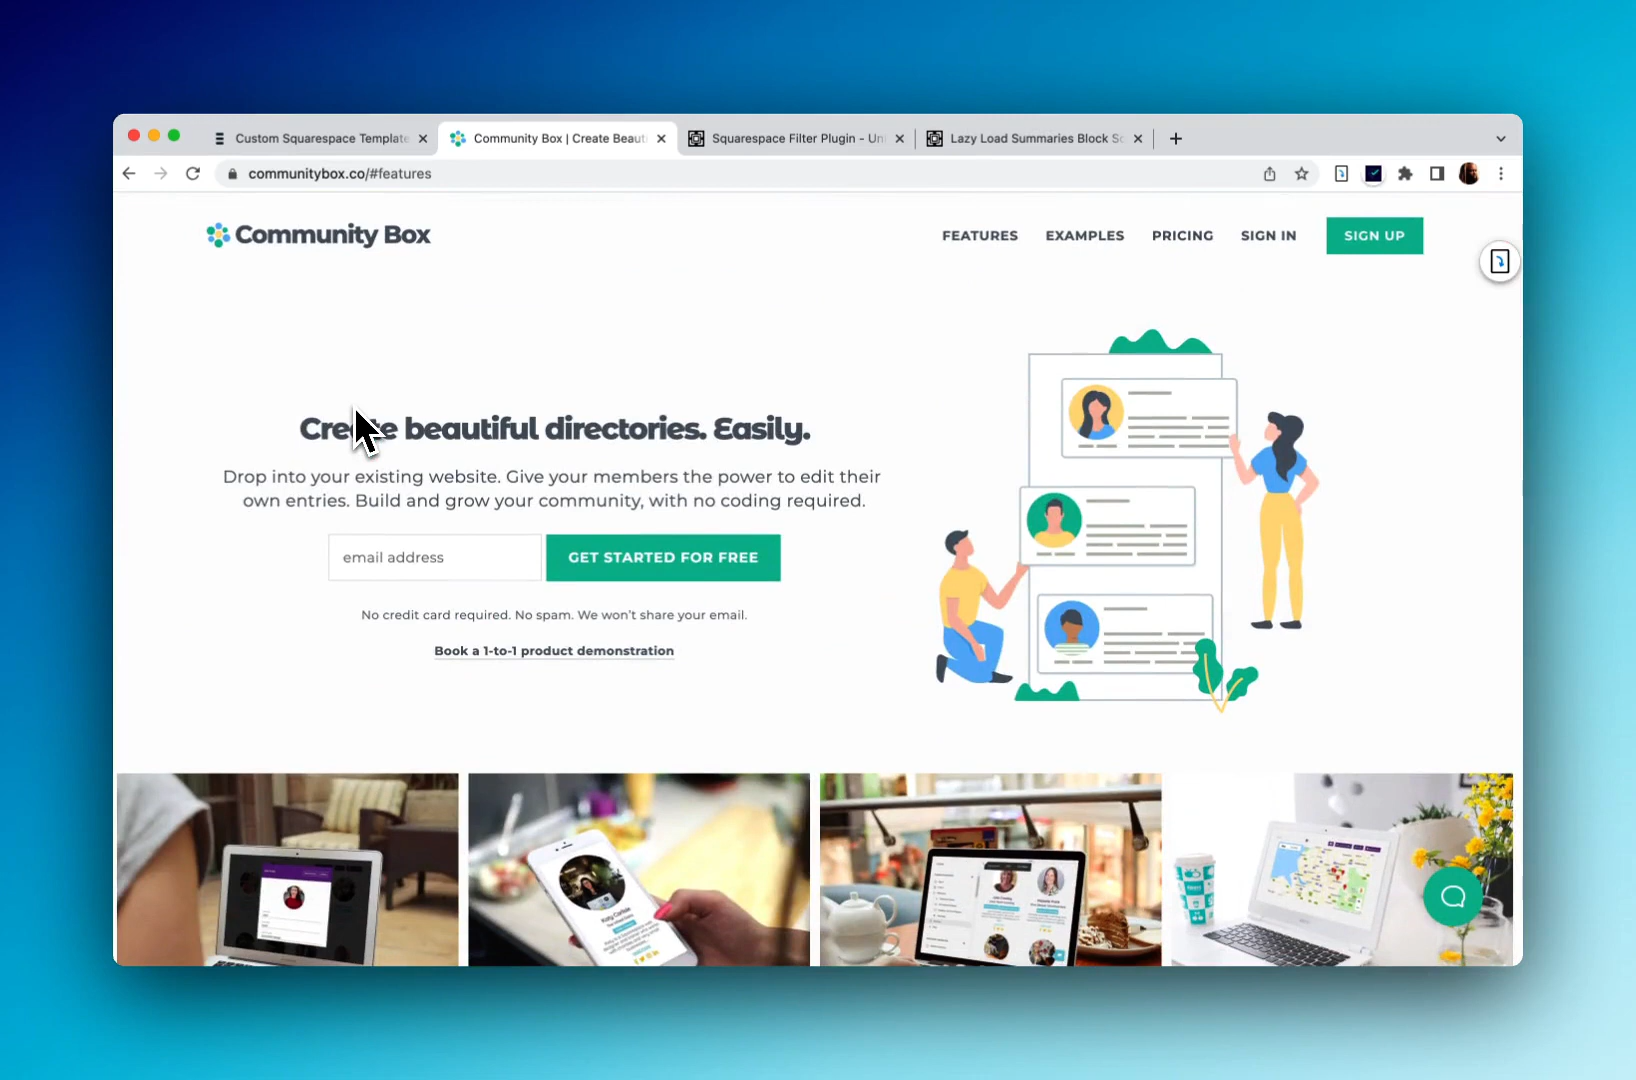 Custom Squarespace Template
Community Box | Create Beaut
Squarespace Filter Plugin - Un
Lazy Load Summaries Block Sc
communitybox.co/#features
Community Box
FEATURES
EXAMPLES
PRICING
SIGN IN
SIGN UP
Create beautiful directories. Easily.
Drop into your existing website. Give your members the power to edit their
own entries. Build and grow your community, with no coding required.
email address
GET STARTED FOR FREE
No credit card required. No spam. We won't share your email.
Book a 1-to-1 product demonstration